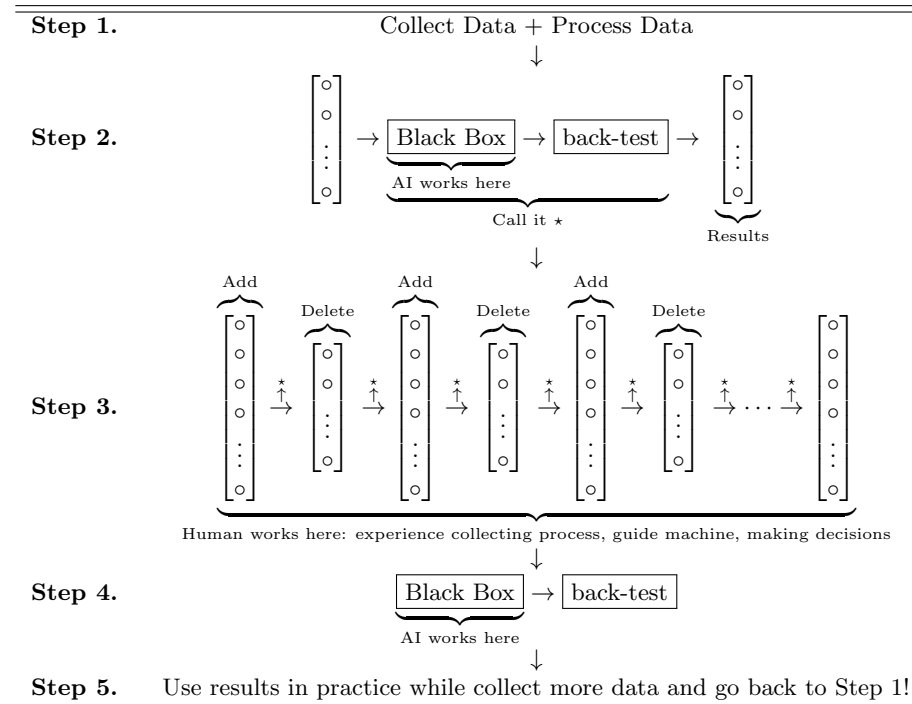 Step 1. Collect Data + Process Data
↓
Step 2. [∘ ∘ ⋮ ∘] → Black Box → back-test → [∘ ∘ ⋮ ∘]
AI works here
Call it ⋆
Results
↓
Add Add Add
Delete Delete Delete
Step 3. [∘ ∘ ∘ ∘ ⋮ ∘] →↑⋆ [∘ ∘ ∘ ⋮ ∘] →↑⋆ [∘ ∘ ∘ ∘ ⋮ ∘] →↑⋆ [∘ ∘ ∘ ⋮ ∘] →↑⋆ [∘ ∘ ∘ ∘ ⋮ ∘] →↑⋆ [∘ ∘ ∘ ⋮ ∘] →↑⋆ ⋯ →↑⋆ [∘ ∘ ∘ ∘ ⋮ ∘]
Human works here: experience collecting process, guide machine, making decisions
↓
Step 4. Black Box → back-test
AI works here
↓
Step 5. Use results in practice while collect more data and go back to Step 1!